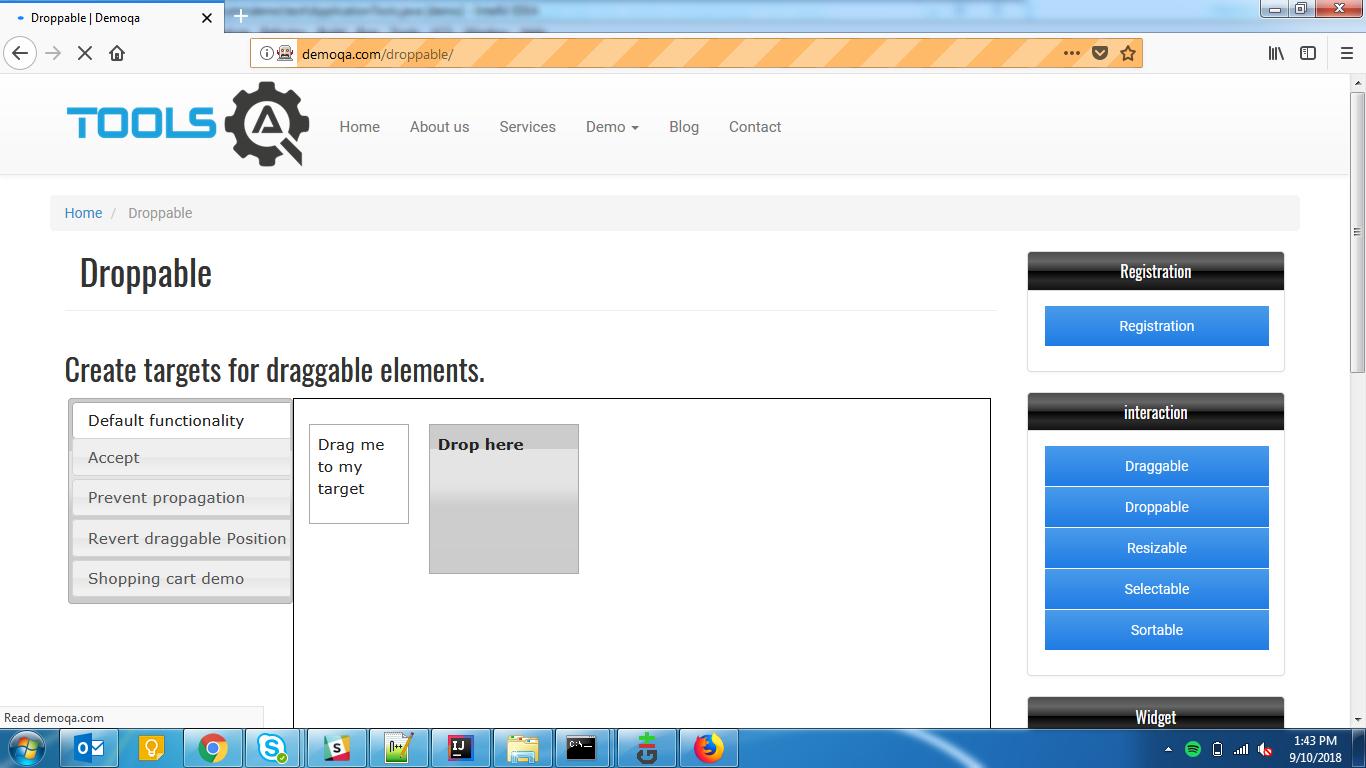 Droppable | Demoqa
demoqa.com/droppable/
TOOLS QA
Home
About us
Services
Demo
Blog
Contact
Home / Droppable
Droppable
Create targets for draggable elements.
Default functionality
Accept
Prevent propagation
Revert draggable Position
Shopping cart demo
Drag me
to my
target
Drop here
Registration
Registration
interaction
Draggable
Droppable
Resizable
Selectable
Sortable
Widget
Read demoqa.com
1:43 PM
9/10/2018